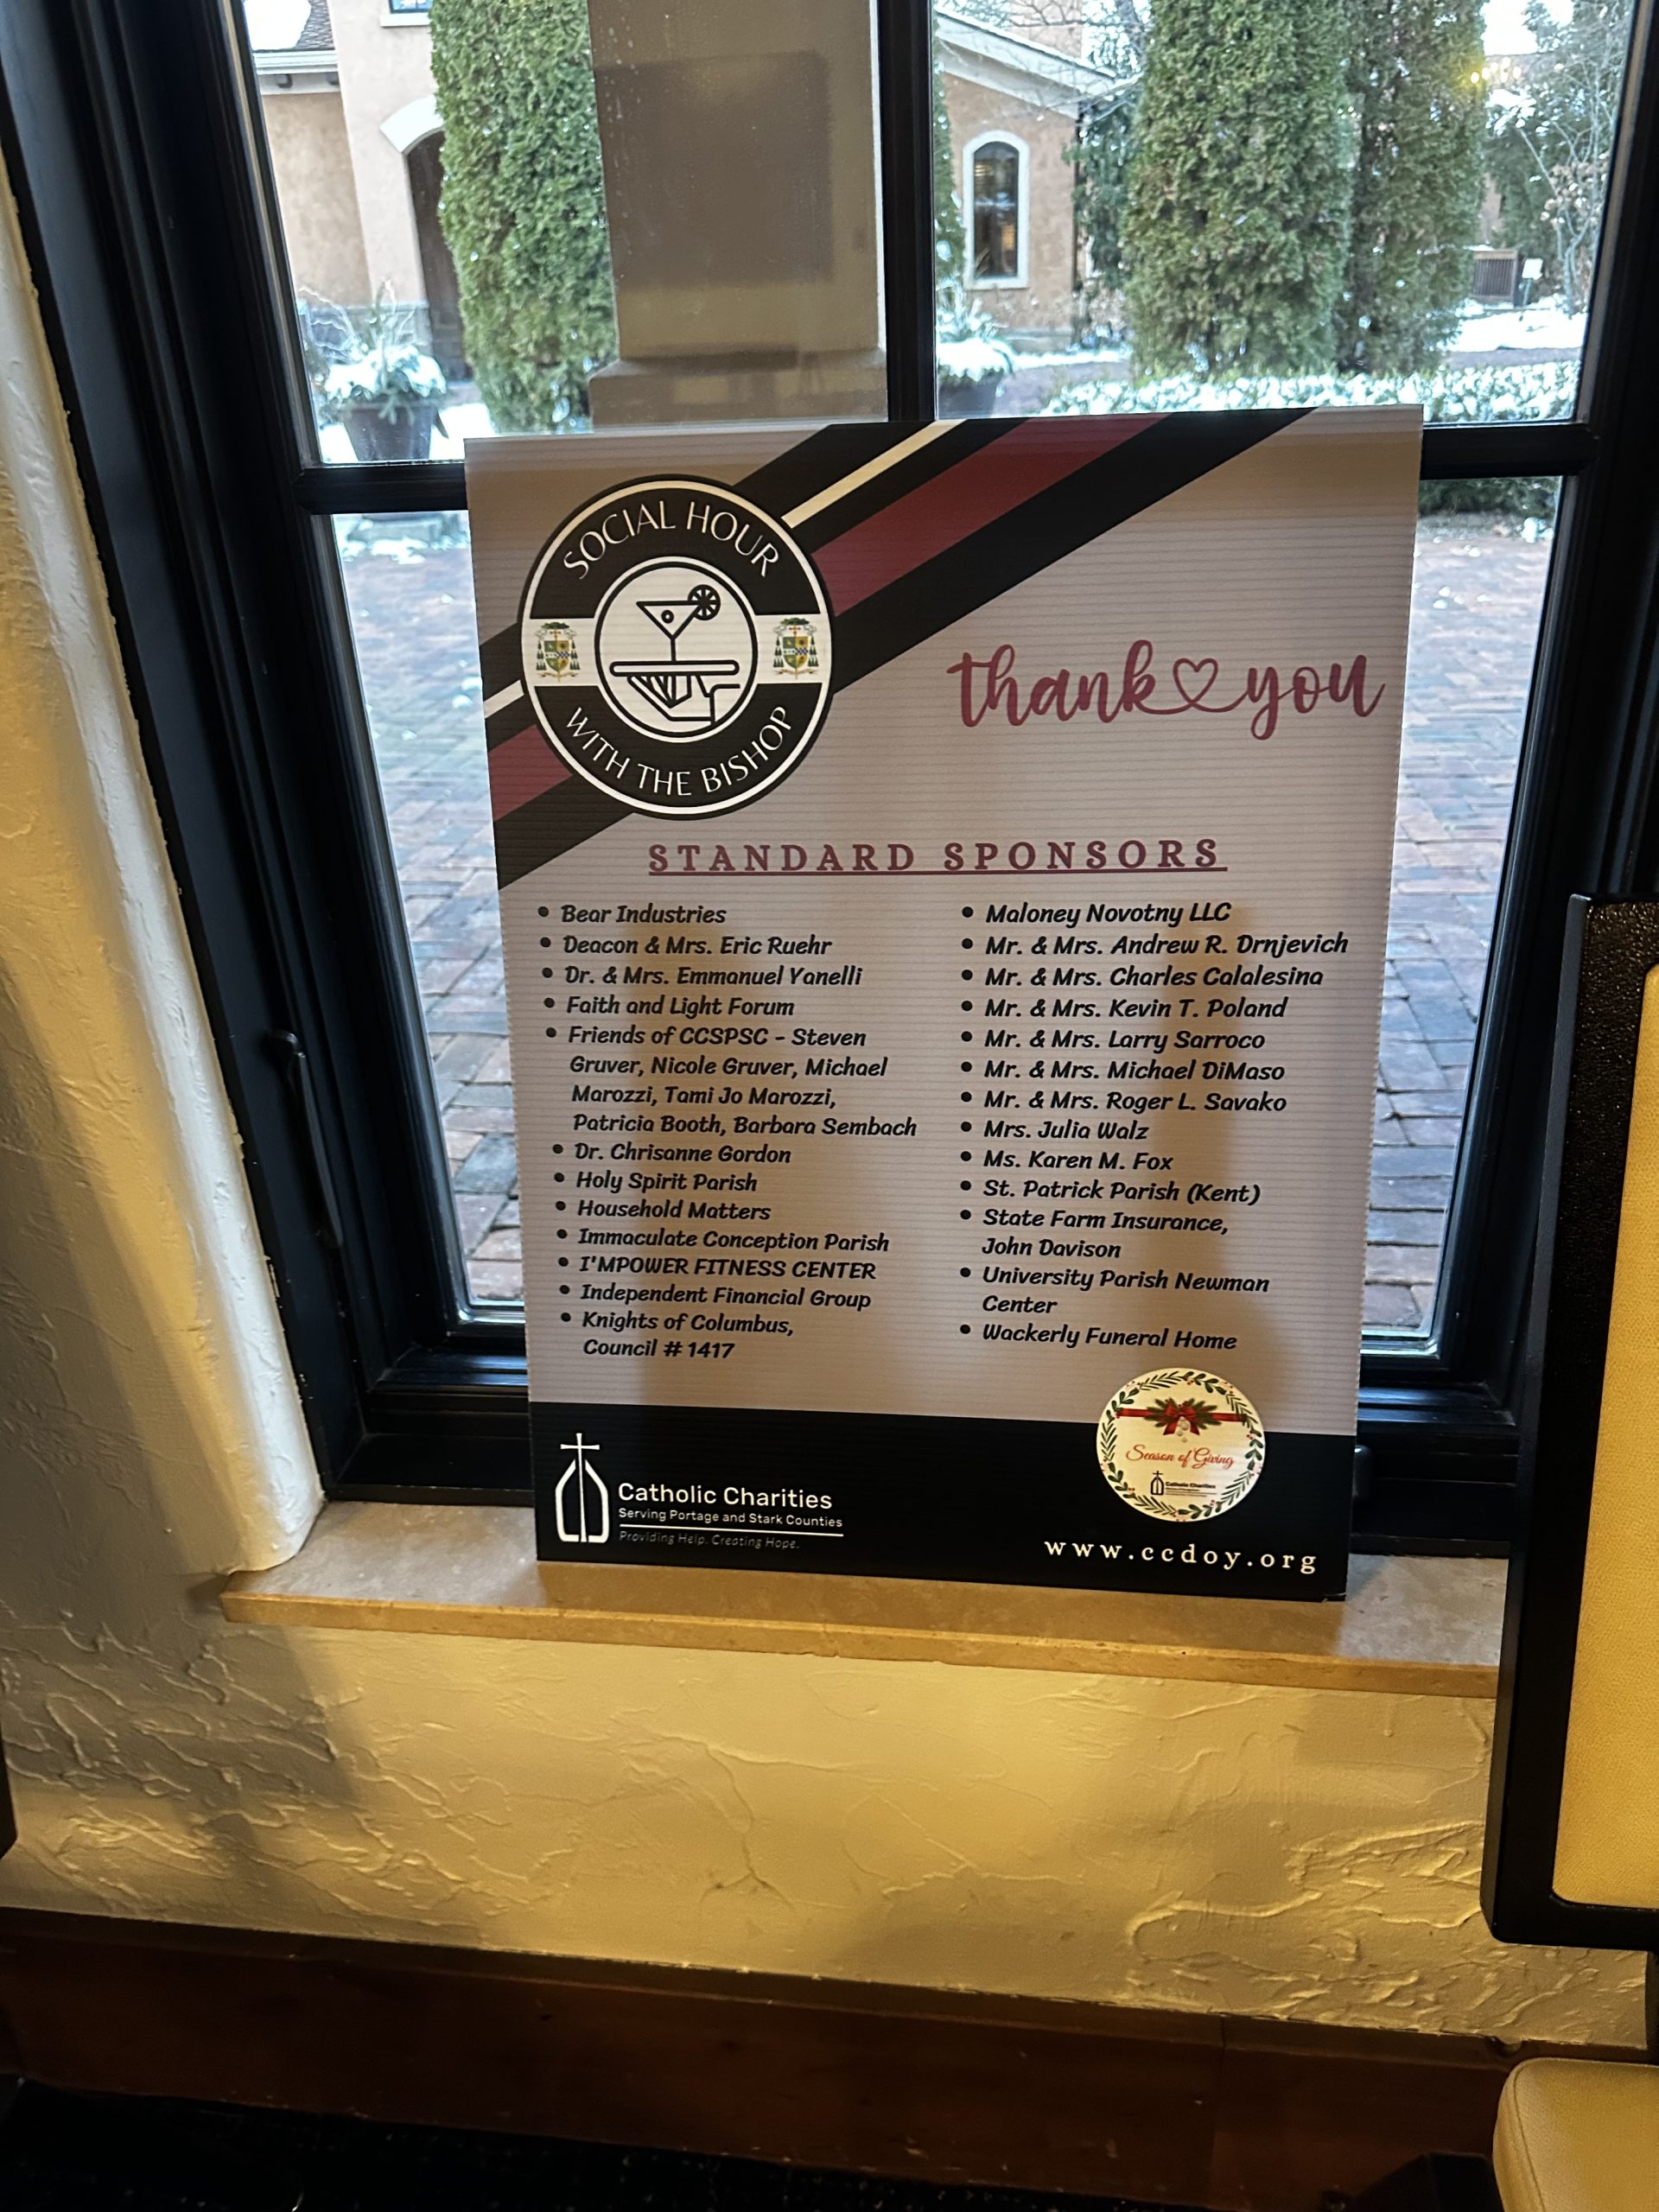 SOCIAL HOUR
WITH THE BISHOP
thank you
STANDARD SPONSORS
• Bear Industries
• Deacon & Mrs. Eric Ruehr
• Dr. & Mrs. Emmanuel Yanelli
• Faith and Light Forum
• Friends of CCSPSC - Steven
Gruver, Nicole Gruver, Michael
Marozzi, Tami Jo Marozzi,
Patricia Booth, Barbara Sembach
• Dr. Chrisanne Gordon
• Holy Spirit Parish
• Household Matters
• Immaculate Conception Parish
• I'MPOWER FITNESS CENTER
• Independent Financial Group
• Knights of Columbus,
Council # 1417
• Maloney Novotny LLC
• Mr. & Mrs. Andrew R. Drnjevich
• Mr. & Mrs. Charles Calalesina
• Mr. & Mrs. Kevin T. Poland
• Mr. & Mrs. Larry Sarroco
• Mr. & Mrs. Michael DiMaso
• Mr. & Mrs. Roger L. Savako
• Mrs. Julia Walz
• Ms. Karen M. Fox
• St. Patrick Parish (Kent)
• State Farm Insurance,
John Davison
• University Parish Newman
Center
• Wackerly Funeral Home
Season of Giving
Catholic Charities
Catholic Charities
Serving Portage and Stark Counties
Providing Help. Creating Hope.
www.ccdoy.org